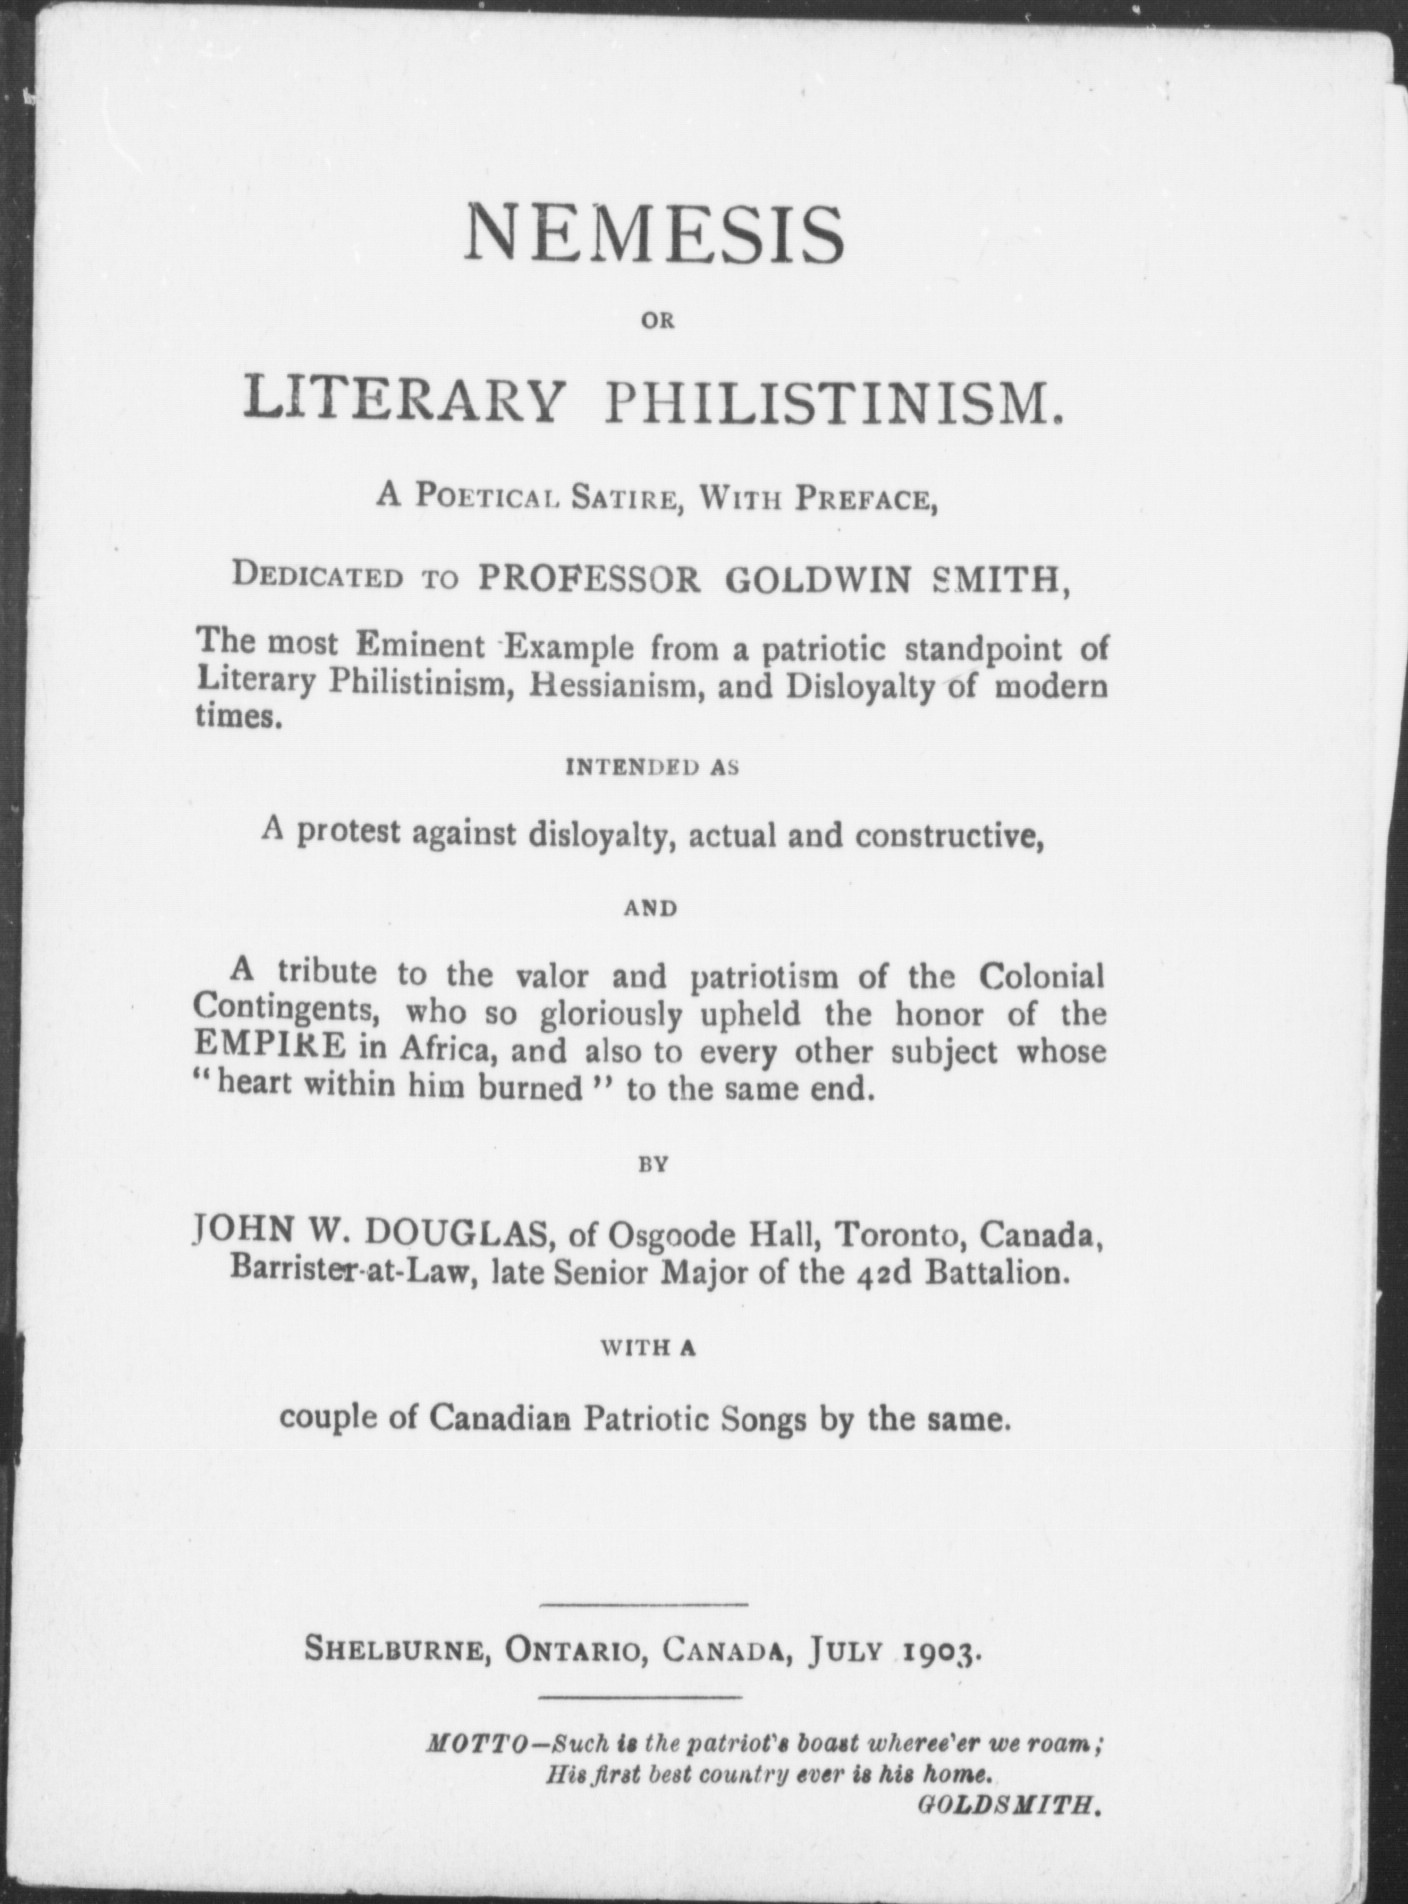 NEMESIS
OR
LITERARY PHILISTINISM.
A POETICAL SATIRE, WITH PREFACE,
DEDICATED TO PROFESSOR GOLDWIN SMITH,
The most Eminent Example from a patriotic standpoint of
Literary Philistinism, Hessianism, and Disloyalty of modern
times.
INTENDED AS
A protest against disloyalty, actual and constructive,
AND
A tribute to the valor and patriotism of the Colonial
Contingents, who so gloriously upheld the honor of the
EMPIRE in Africa, and also to every other subject whose
"heart within him burned" to the same end.
BY
JOHN W. DOUGLAS, of Osgoode Hall, Toronto, Canada,
Barrister-at-Law, late Senior Major of the 42d Battalion.
WITH A
couple of Canadian Patriotic Songs by the same.
SHELBURNE, ONTARIO, CANADA, JULY 1903.
MOTTO—Such is the patriot's boast wheree'er we roam;
His first best country ever is his home.
GOLDSMITH.